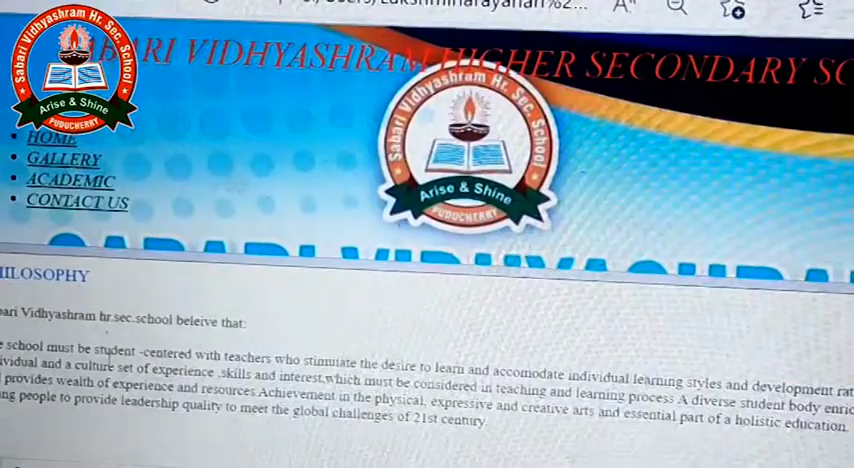 SABARI VIDHYASHRAM HIGHER SECONDARY SC
Sabari Vidhyashram Hr. Sec. School
Arise & Shine
PUDUCHERRY
HOME
GALLERY
ACADEMIC
CONTACT US
Sabari Vidhyashram Hr. Sec. School
Arise & Shine
PUDUCHERRY
HILOSOPHY
bari Vidhyashram hr.sec.school beleive that:
e school must be student -centered with teachers who stimulate the desire to learn and accomodate individual learning styles and development rat
ividual and a culture set of experience ,skills and interest,which must be considered in teaching and learning process A diverse student body enric
l provides wealth of experience and resources Achievement in the physical, expressive and creative arts and essential part of a holistic education.
ng people to provide leadership quality to meet the global challenges of 21st century.